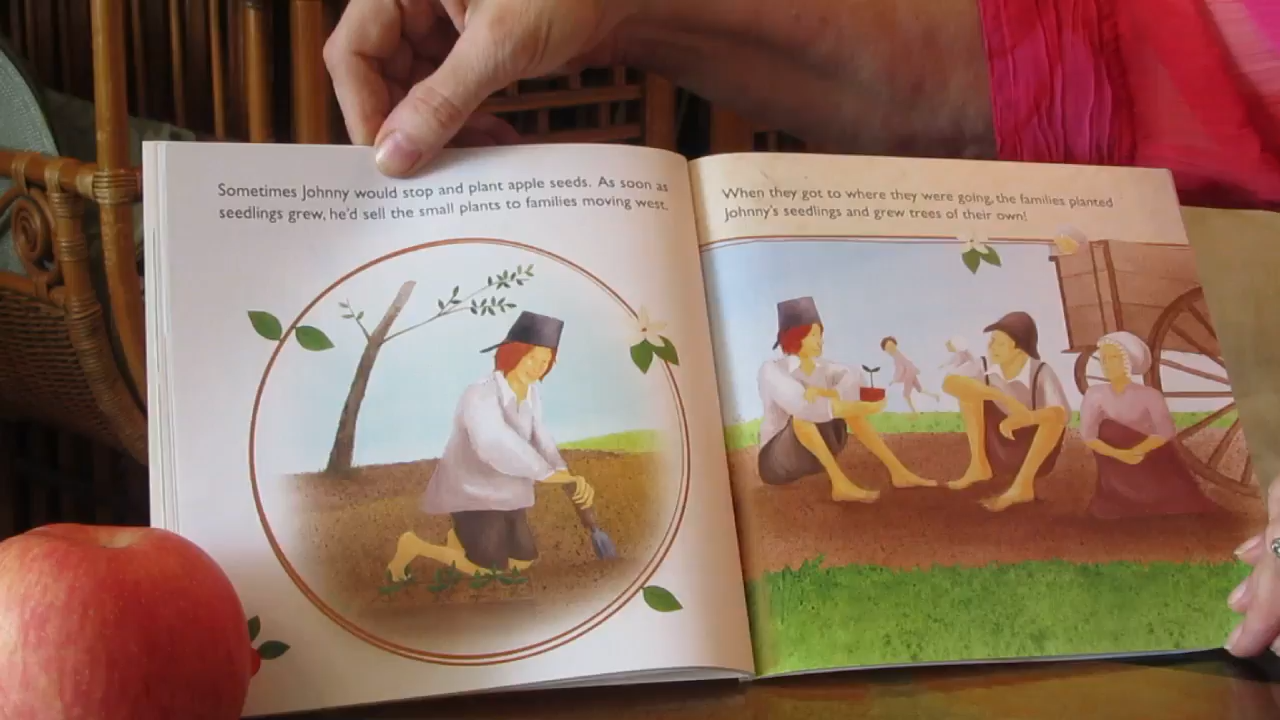 Sometimes Johnny would stop and plant apple seeds. As soon as
seedlings grew, he'd sell the small plants to families moving west.
When they got to where they were going, the families planted
Johnny's seedlings and grew trees of their own!